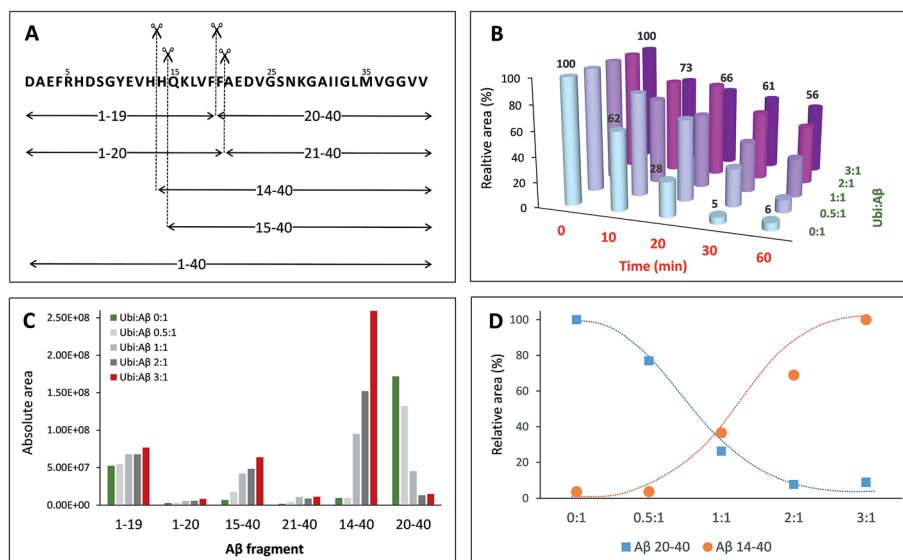 A
5 15 25 35
DAEFRHDSGYEVHHQKLVFFAEDVGSNKGAIIGLMVGGVV
1-19 20-40
1-20 21-40
14-40
15-40
1-40
B
Realtive area (%)
100
80
60
40
20
0
100 62 28 5 6
100 73 66 61 56
0 10 20 30 60
Time (min)
3:1
2:1
1:1
0.5:1
0:1
Ubi:Aβ
C
Absolute area
2.50E+08
2.00E+08
1.50E+08
1.00E+08
5.00E+07
0.00E+00
Ubi:Aβ 0:1
Ubi:Aβ 0.5:1
Ubi:Aβ 1:1
Ubi:Aβ 2:1
Ubi:Aβ 3:1
1-19 1-20 15-40 21-40 14-40 20-40
Aβ fragment
D
Relative area (%)
100
80
60
40
20
0
0:1 0.5:1 1:1 2:1 3:1
Aβ 20-40 Aβ 14-40